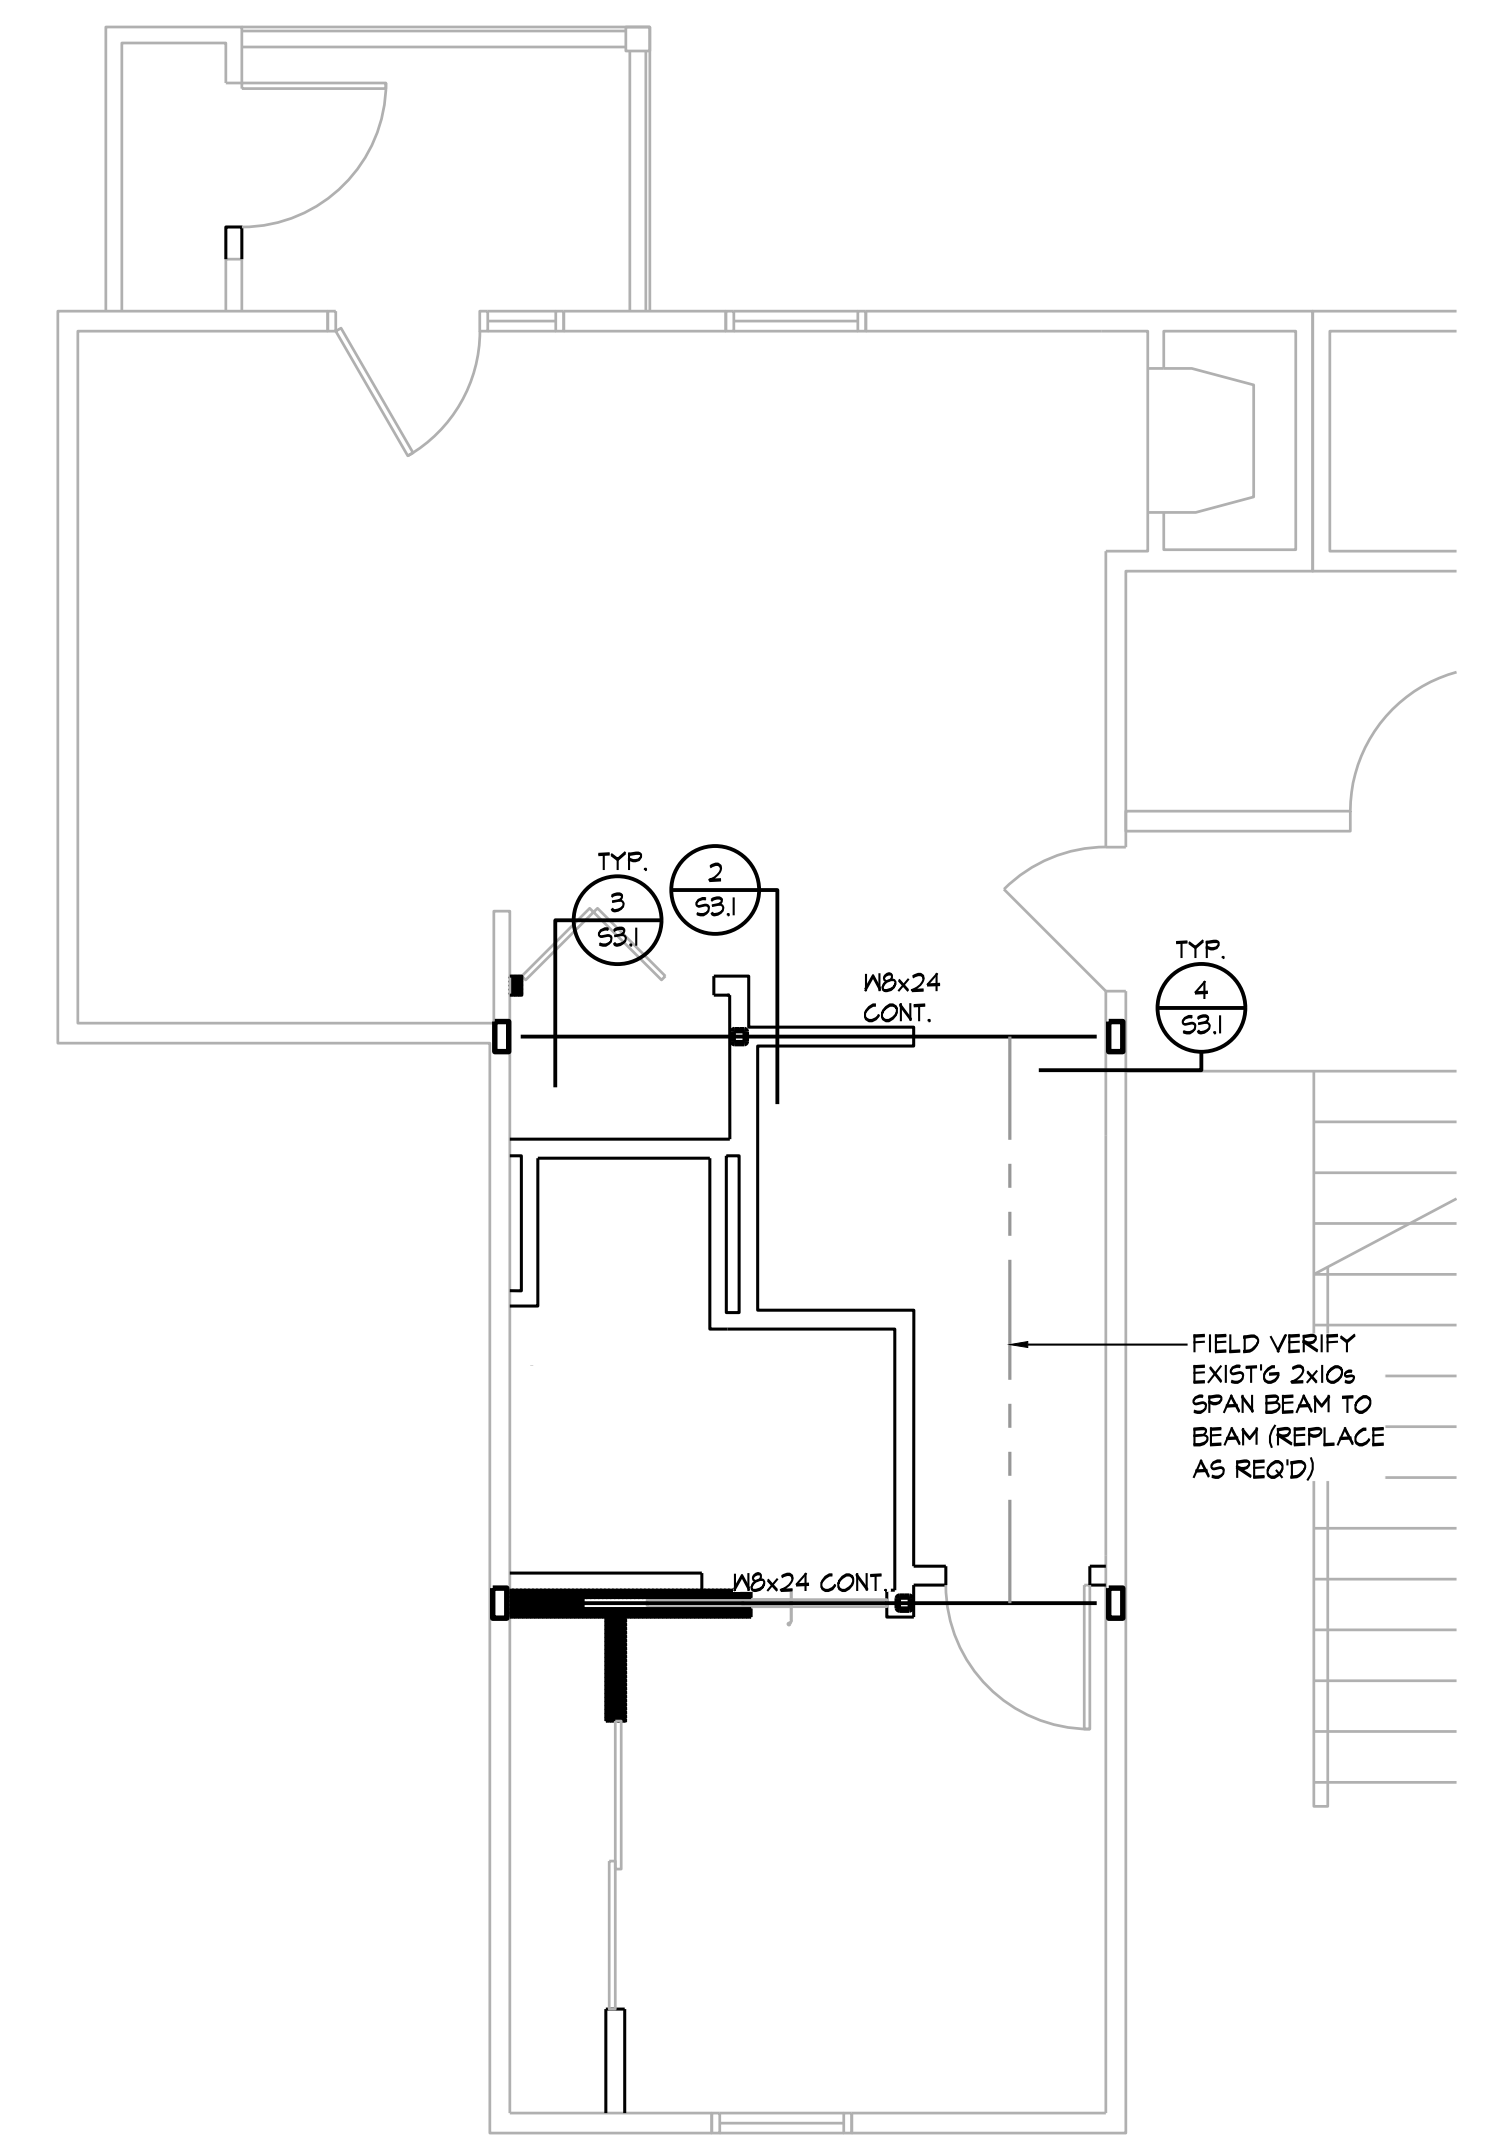 TYP.
3
S3.1
2
S3.1
W8x24
CONT.
TYP.
4
S3.1
FIELD VERIFY
EXIST'G 2x10s
SPAN BEAM TO
BEAM (REPLACE
AS REQ'D)
W8x24 CONT.